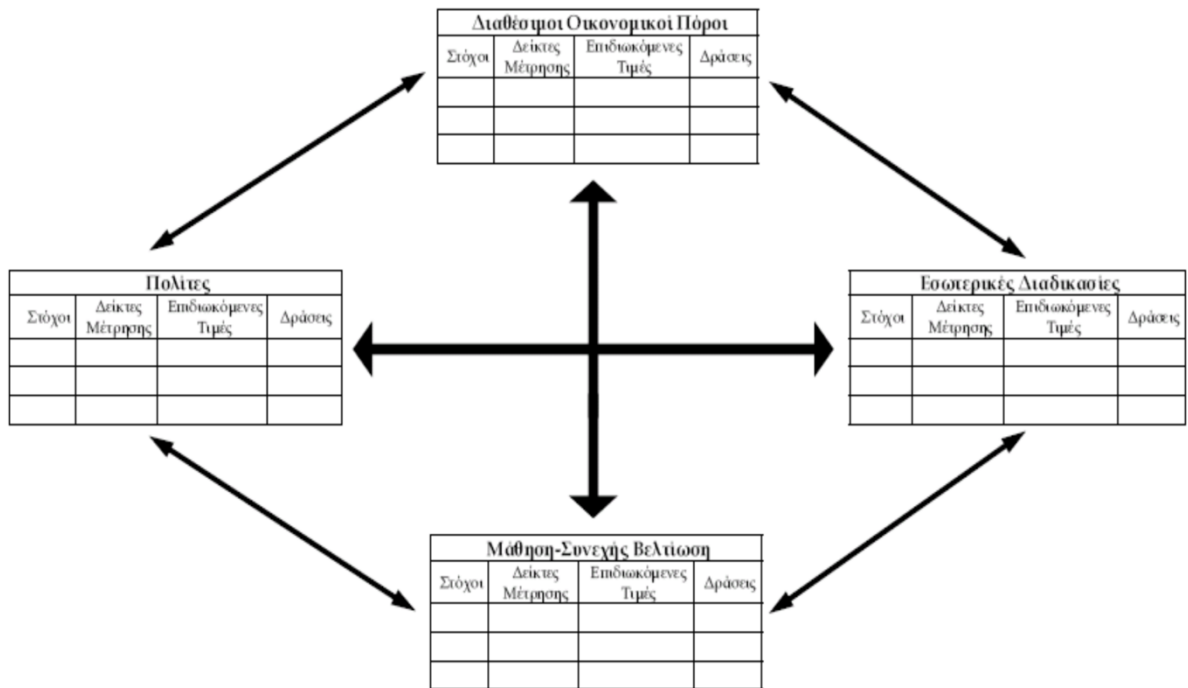 Διαθέσιμοι Οικονομικοί Πόροι
Στόχοι Δείκτες Μέτρησης Επιδιωκόμενες Τιμές Δράσεις
Πολίτες
Στόχοι Δείκτες Μέτρησης Επιδιωκόμενες Τιμές Δράσεις
Εσωτερικές Διαδικασίες
Στόχοι Δείκτες Μέτρησης Επιδιωκόμενες Τιμές Δράσεις
Μάθηση-Συνεχής Βελτίωση
Στόχοι Δείκτες Μέτρησης Επιδιωκόμενες Τιμές Δράσεις